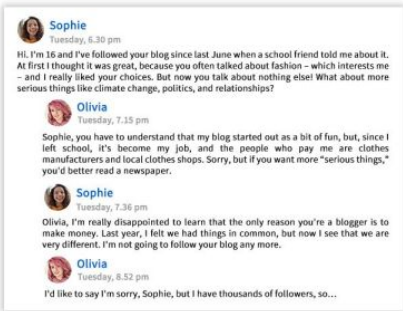 Sophie
Tuesday, 6.30 pm
Hi. I'm 16 and I've followed your blog since last June when a school friend told me about it.
At first I thought it was great, because you often talked about fashion – which interests me
– and I really liked your choices. But now you talk about nothing else! What about more
serious things like climate change, politics, and relationships?
Olivia
Tuesday, 7.15 pm
Sophie, you have to understand that my blog started out as a bit of fun, but, since I
left school, it's become my job, and the people who pay me are clothes
manufacturers and local clothes shops. Sorry, but if you want more “serious things,”
you'd better read a newspaper.
Sophie
Tuesday, 7.36 pm
Olivia, I'm really disappointed to learn that the only reason you're a blogger is to
make money. Last year, I felt we had things in common, but now I see that we are
very different. I'm not going to follow your blog any more.
Olivia
Tuesday, 8.52 pm
I'd like to say I'm sorry, Sophie, but I have thousands of followers, so...